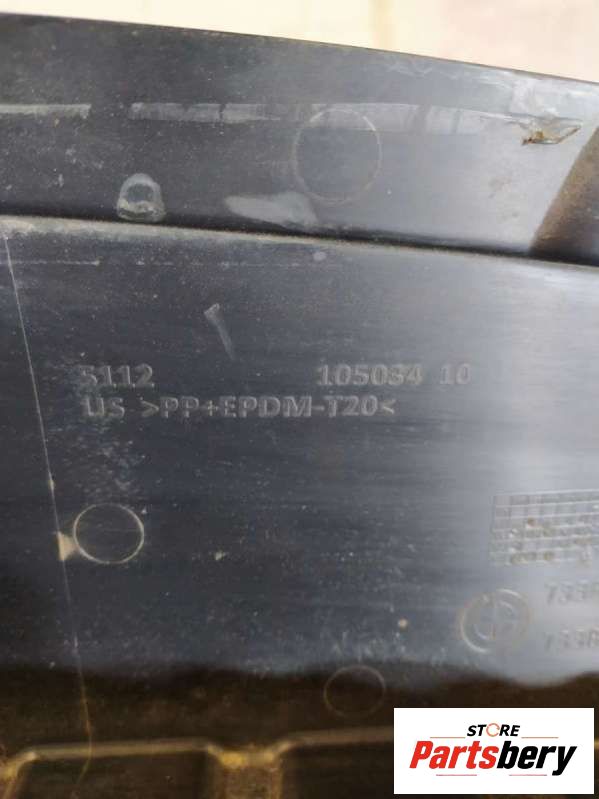 5112 105034 10
US >PP+EPDM-T20<
STORE
Partsbery